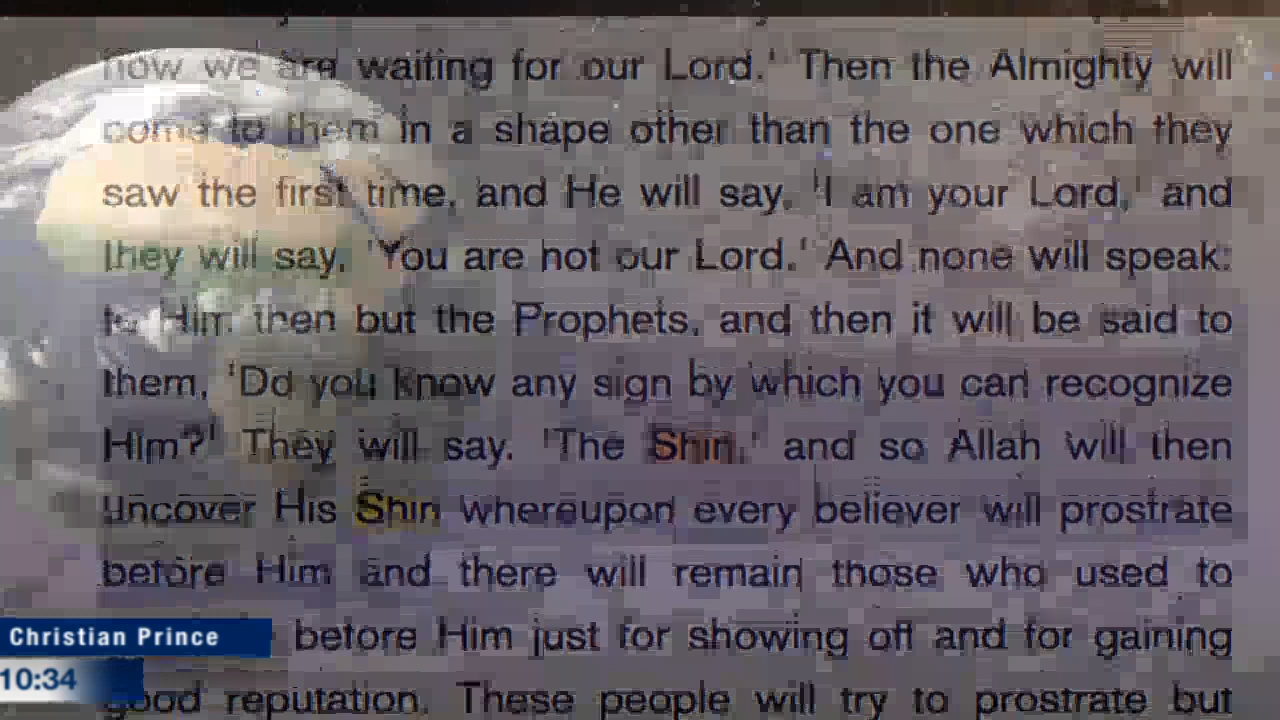 now we are waiting for our Lord.' Then the Almighty will
come to them in a shape other than the one which they
saw the first time, and He will say, 'I am your Lord,' and
they will say, 'You are not our Lord.' And none will speak:
to Him then but the Prophets, and then it will be said to
them, 'Do you know any sign by which you can recognize
Him?' They will say. 'The Shin,' and so Allah will then
uncover His Shin whereupon every believer will prostrate
before Him and there will remain those who used to
before Him just for showing off and for gaining
good reputation. These people will try to prostrate but
Christian Prince
10:34